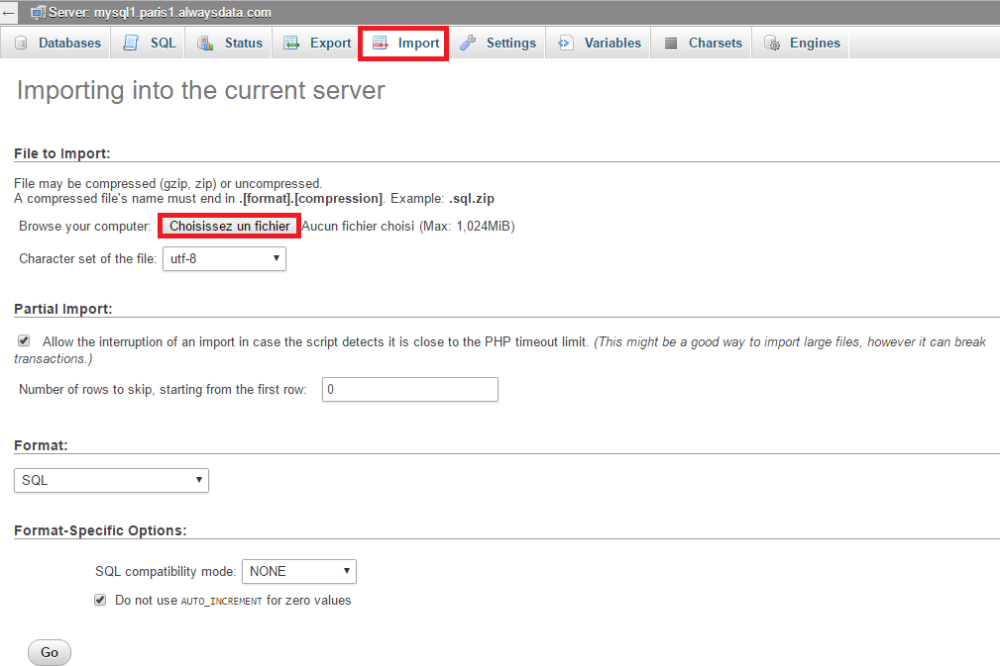 Server: mysql1.paris1.alwaysdata.com
Databases SQL Status Export Import Settings Variables Charsets Engines
Importing into the current server
File to Import:
File may be compressed (gzip, zip) or uncompressed.
A compressed file's name must end in .[format].[compression]. Example: .sql.zip
Browse your computer: Choisissez un fichier Aucun fichier choisi (Max: 1,024MiB)
Character set of the file: utf-8
Partial Import:
Allow the interruption of an import in case the script detects it is close to the PHP timeout limit. (This might be a good way to import large files, however it can break
transactions.)
Number of rows to skip, starting from the first row: 0
Format:
SQL
Format-Specific Options:
SQL compatibility mode: NONE
Do not use AUTO_INCREMENT for zero values
Go